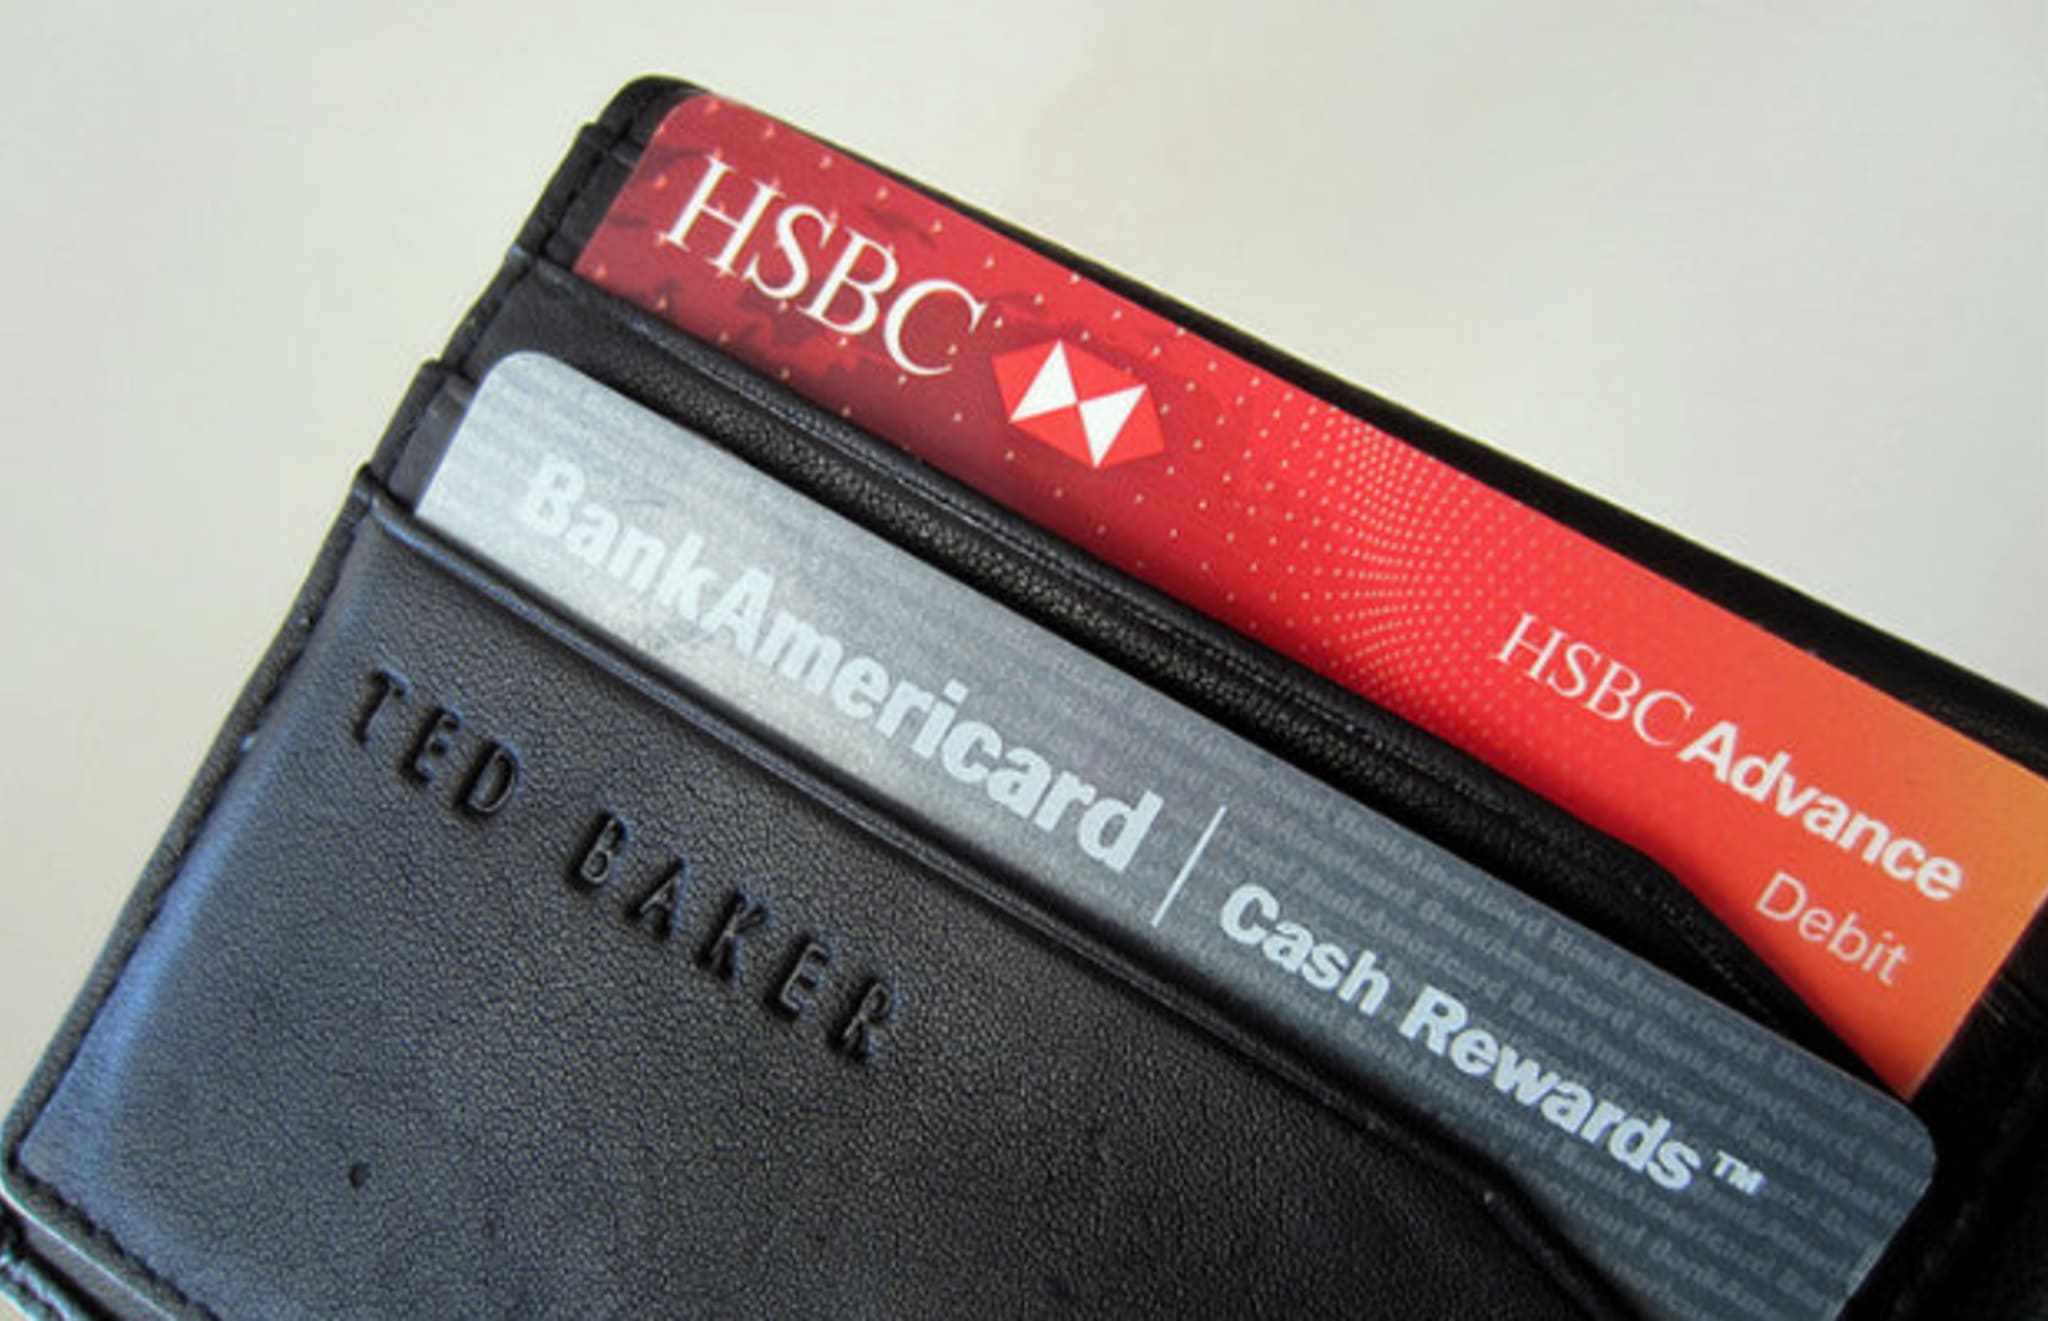 HSBC
HSBC Advance
Debit
BankAmericard | Cash Rewards™
TED BAKER